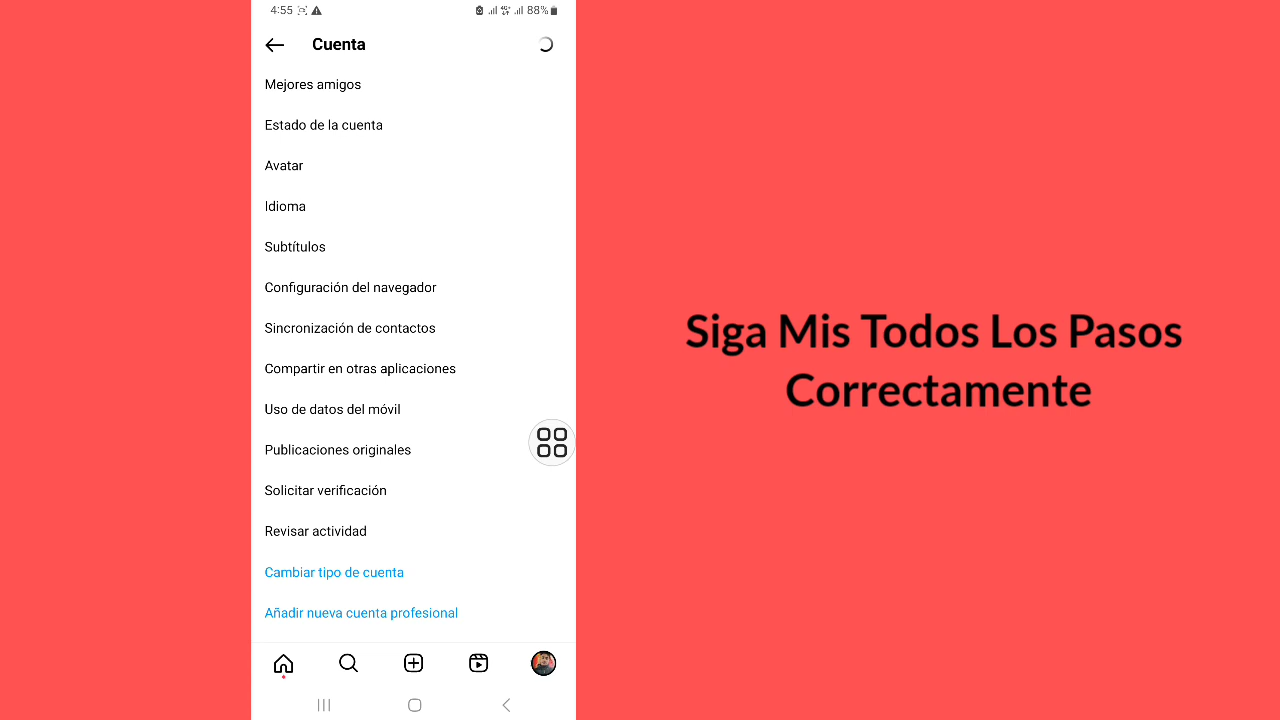 4:55 88%
Cuenta
Mejores amigos
Estado de la cuenta
Avatar
Idioma
Subtítulos
Configuración del navegador
Sincronización de contactos
Compartir en otras aplicaciones
Uso de datos del móvil
Publicaciones originales
Solicitar verificación
Revisar actividad
Cambiar tipo de cuenta
Añadir nueva cuenta profesional
Siga Mis Todos Los Pasos
Correctamente